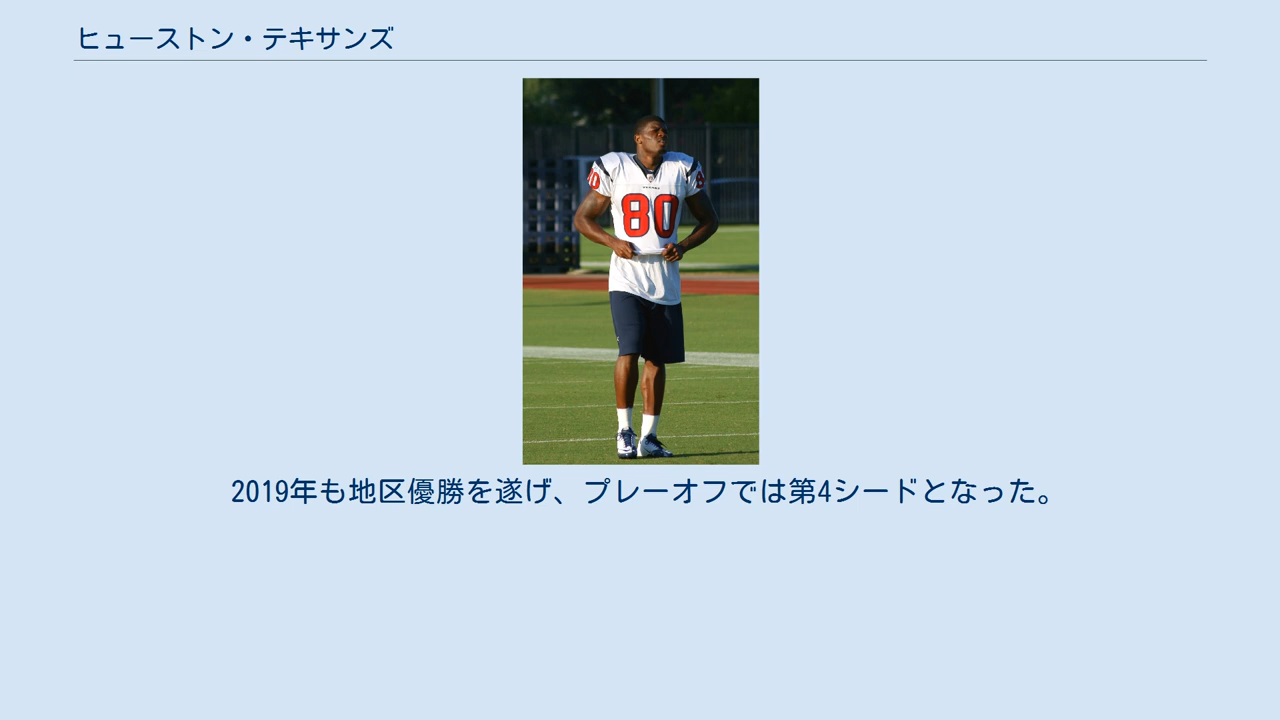 ヒューストン・テキサンズ
80
2019年も地区優勝を遂げ、プレーオフでは第4シードとなった。